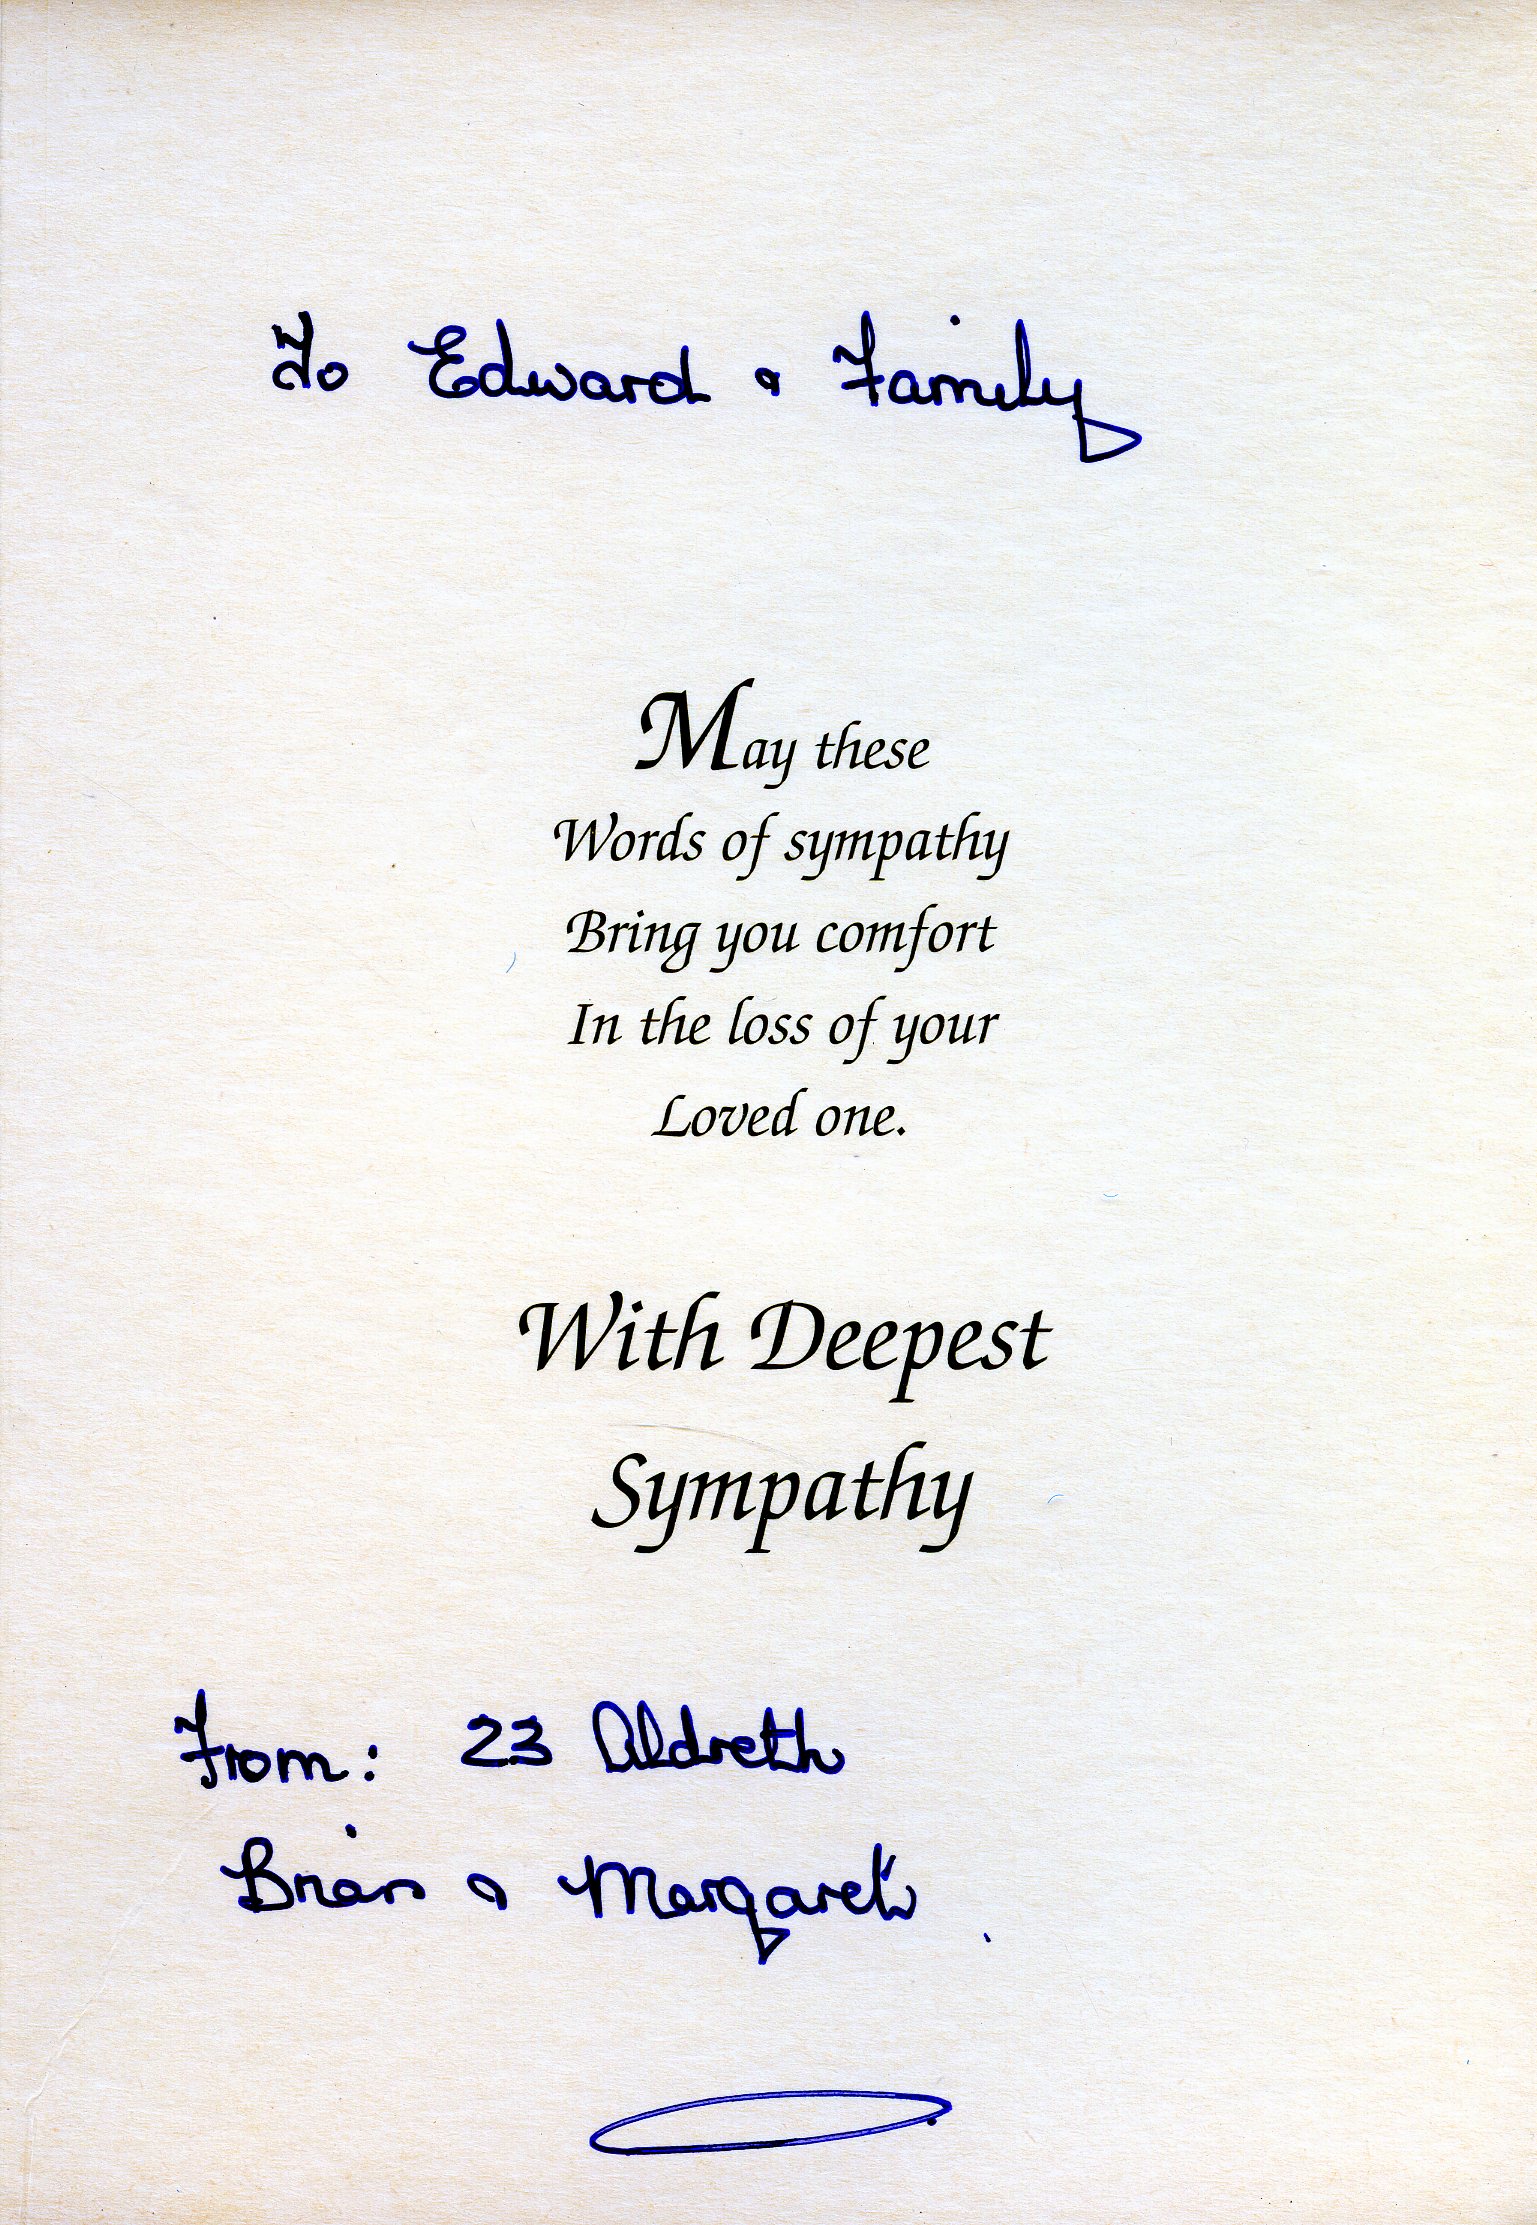 To Edward & Family
May these
Words of sympathy
Bring you comfort
In the loss of your
Loved one.
With Deepest
Sympathy
From: 23 Aldreth
Brian & Margaret